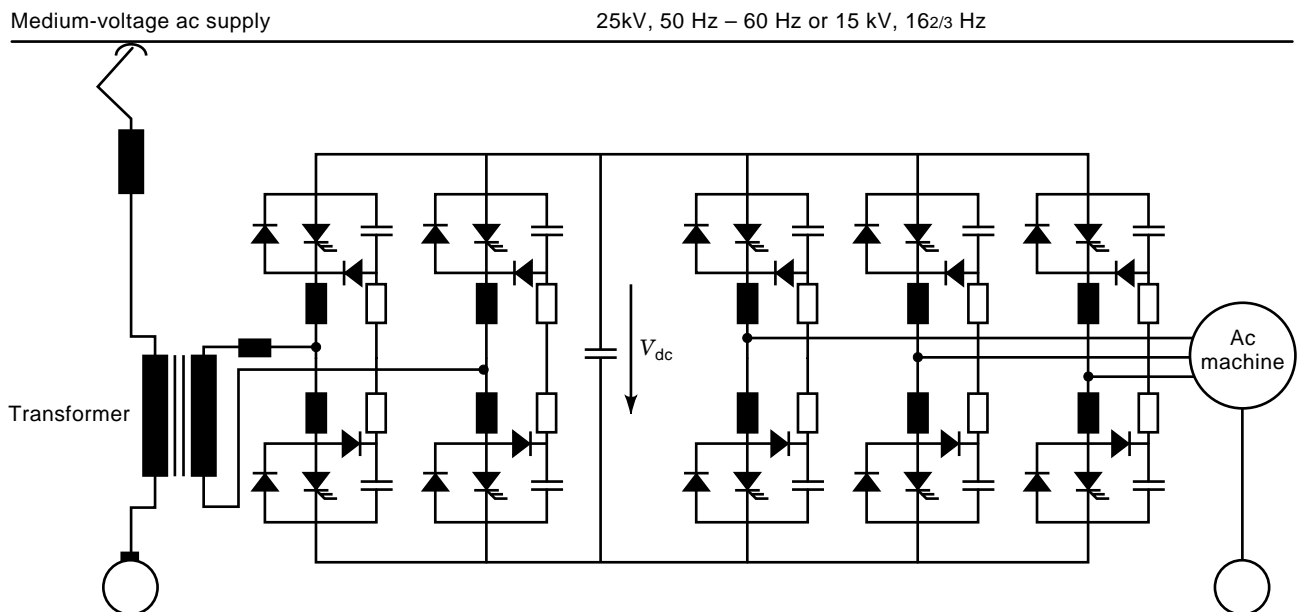 Medium-voltage ac supply 25kV, 50 Hz – 60 Hz or 15 kV, 162/3 Hz
Vdc
Ac
machine
Transformer